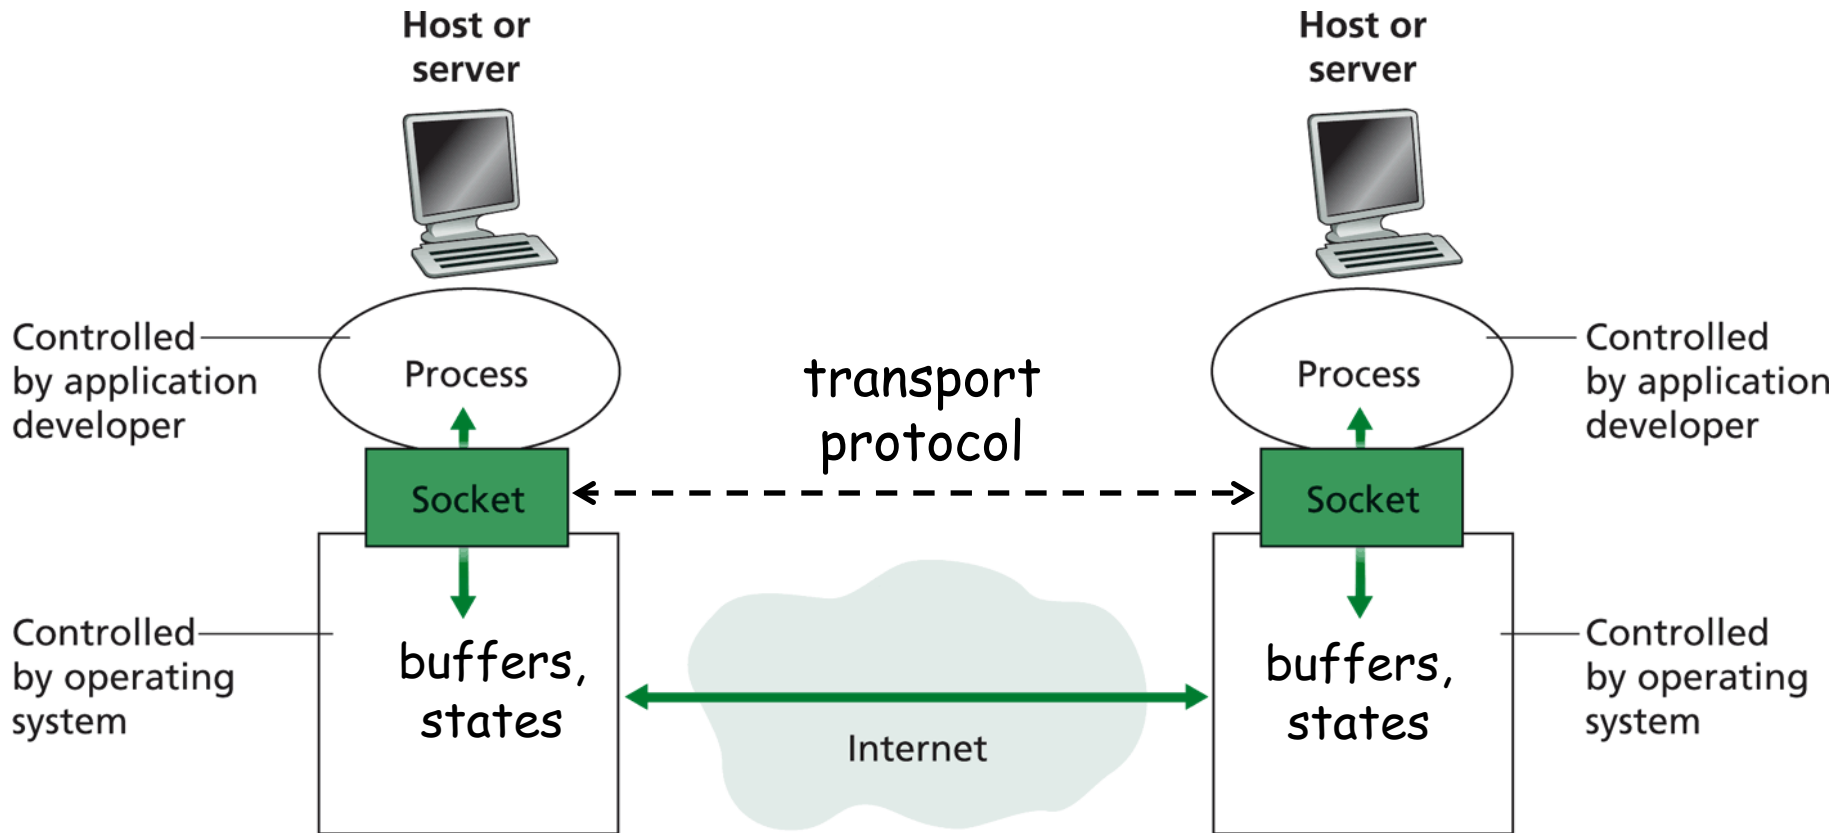 Host or
server
Host or
server
Controlled
by application
developer
Process
transport
protocol
Process
Controlled
by application
developer
Socket
Socket
Controlled
by operating
system
buffers,
states
Internet
buffers,
states
Controlled
by operating
system